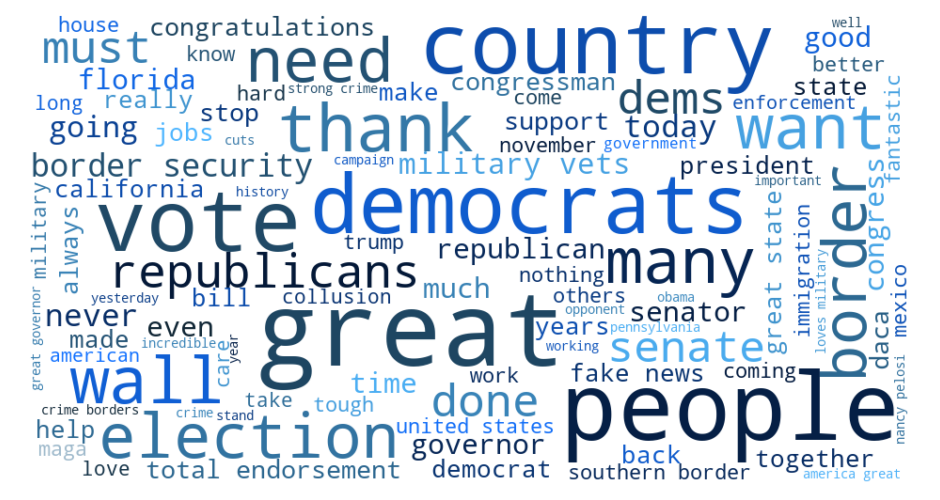 house
congratulations
country
well
must
know
need
good
florida
better
long
really
hard
strong crime
make
congressman
come
dems
state
enforcement
fantastic
going
jobs
stop
cuts
thank
support
today
november
government
want
border security
campaign
military vets
president
important
california
history
democrats
military
always
vote
trump
republican
many
great state
immigration
border
congress
republicans
nothing
yesterday
bill
collusion
much
others
obama
opponent
loves military
mexico
never
great
years
pennsylvania
senator
daca
great governor
made
even
incredible
year
working
senate
american
care
wall
time
work
fake news
coming
nancy pelosi
crime borders
take
tough
done
people
crime
stand
help
election
united states
maga
governor
back
together
love
total endorsement
democrat
southern border
america great